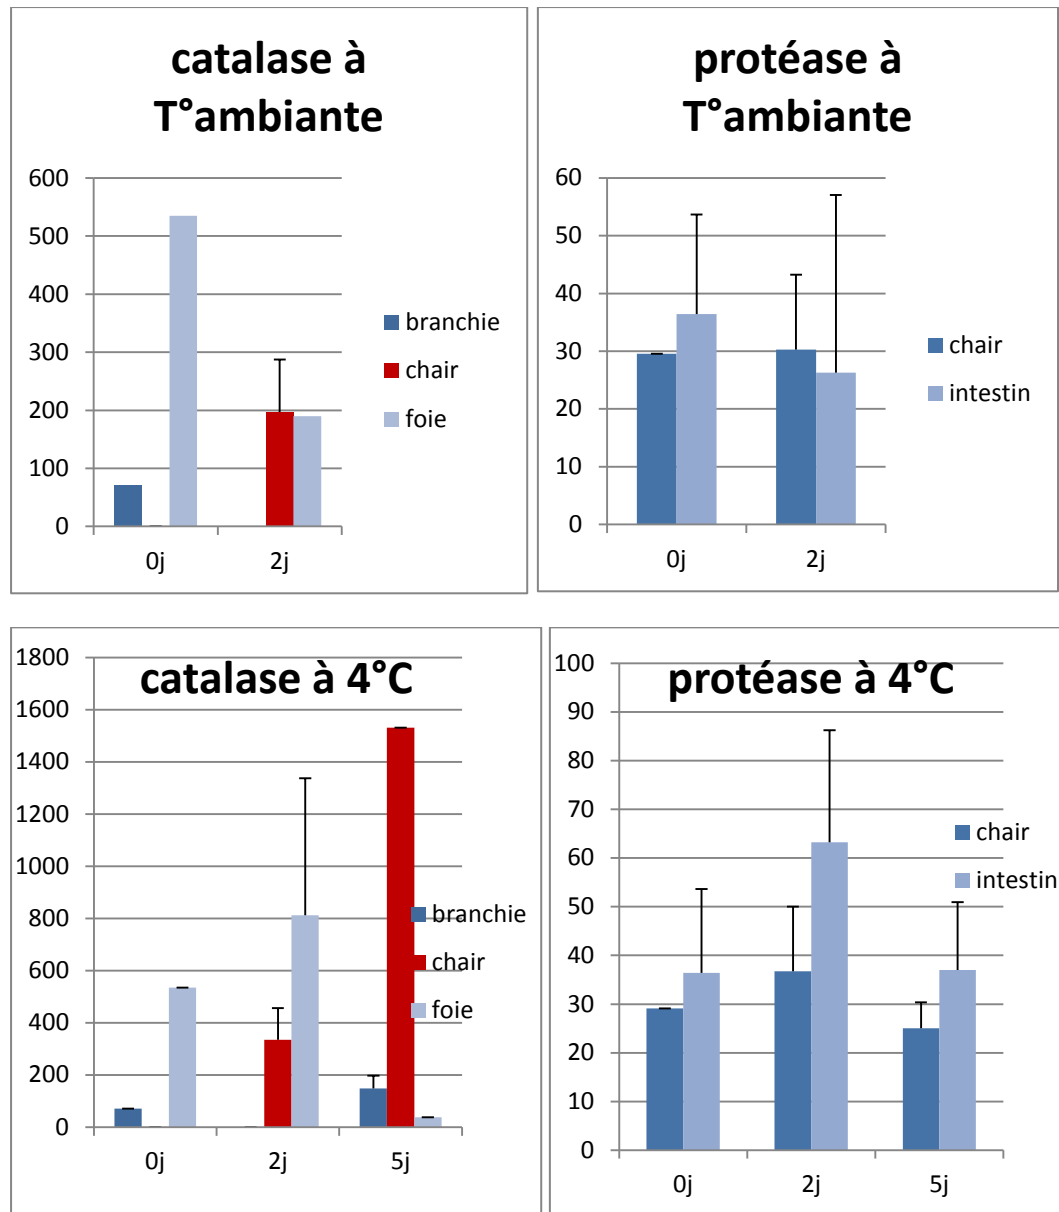 catalase à
T°ambiante
600
500
400
300
200
100
0
0j
2j
branchie
chair
foie
protéase à
T°ambiante
60
50
40
30
20
10
0
0j
2j
chair
intestin
catalase à 4°C
1800
1600
1400
1200
1000
800
600
400
200
0
0j
2j
5j
branchie
chair
foie
protéase à 4°C
100
90
80
70
60
50
40
30
20
10
0
0j
2j
5j
chair
intestin